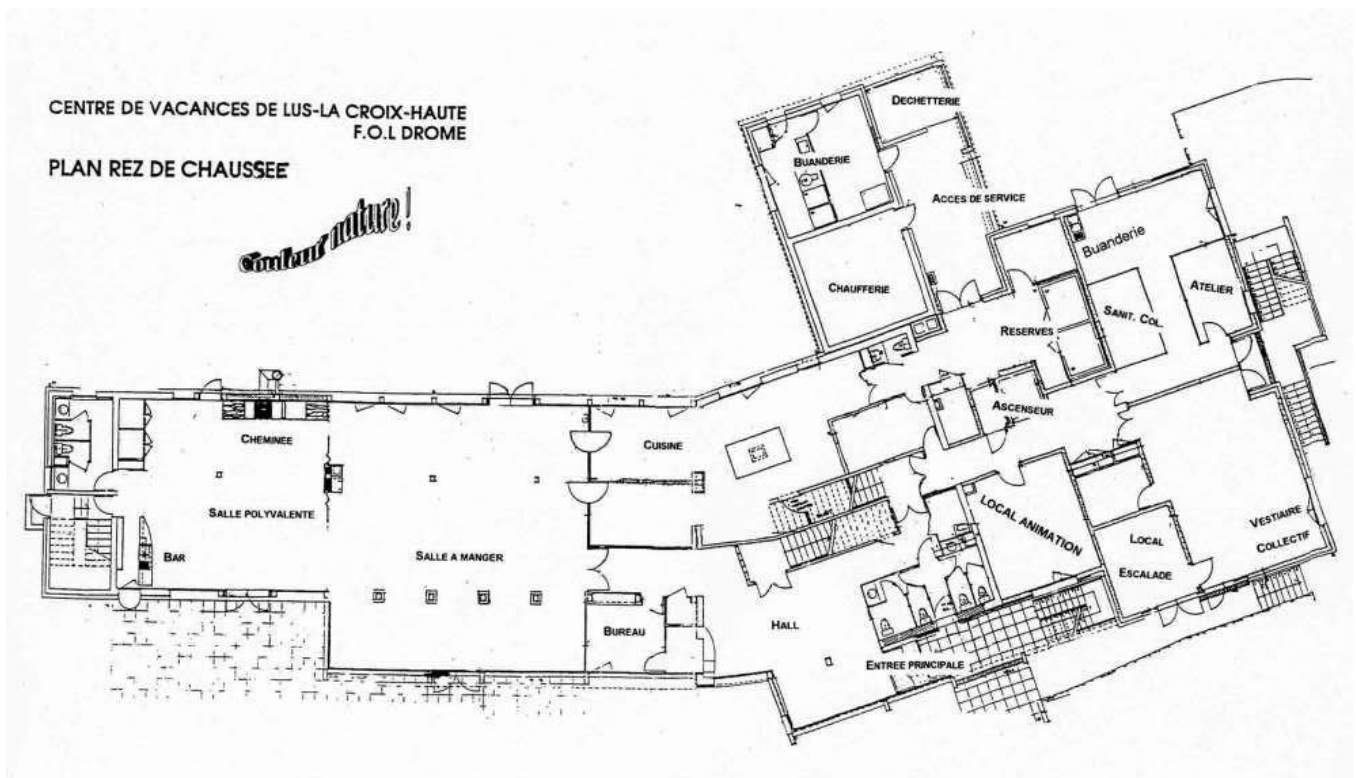 CENTRE DE VACANCES DE LUS-LA CROIX-HAUTE
F.O.L DROME
PLAN REZ DE CHAUSSEE
couleur nature !
DECHETTERIE
BUANDERIE
ACCES DE SERVICE
CHAUFFERIE
Buanderie
ATELIER
SANIT. COL.
RESERVES
ASCENSEUR
CHEMINEE
CUISINE
SALLE POLYVALENTE
BAR
SALLE A MANGER
LOCAL ANIMATION
LOCAL
ESCALADE
VESTIAIRE
COLLECTIF
BUREAU
HALL
ENTREE PRINCIPALE